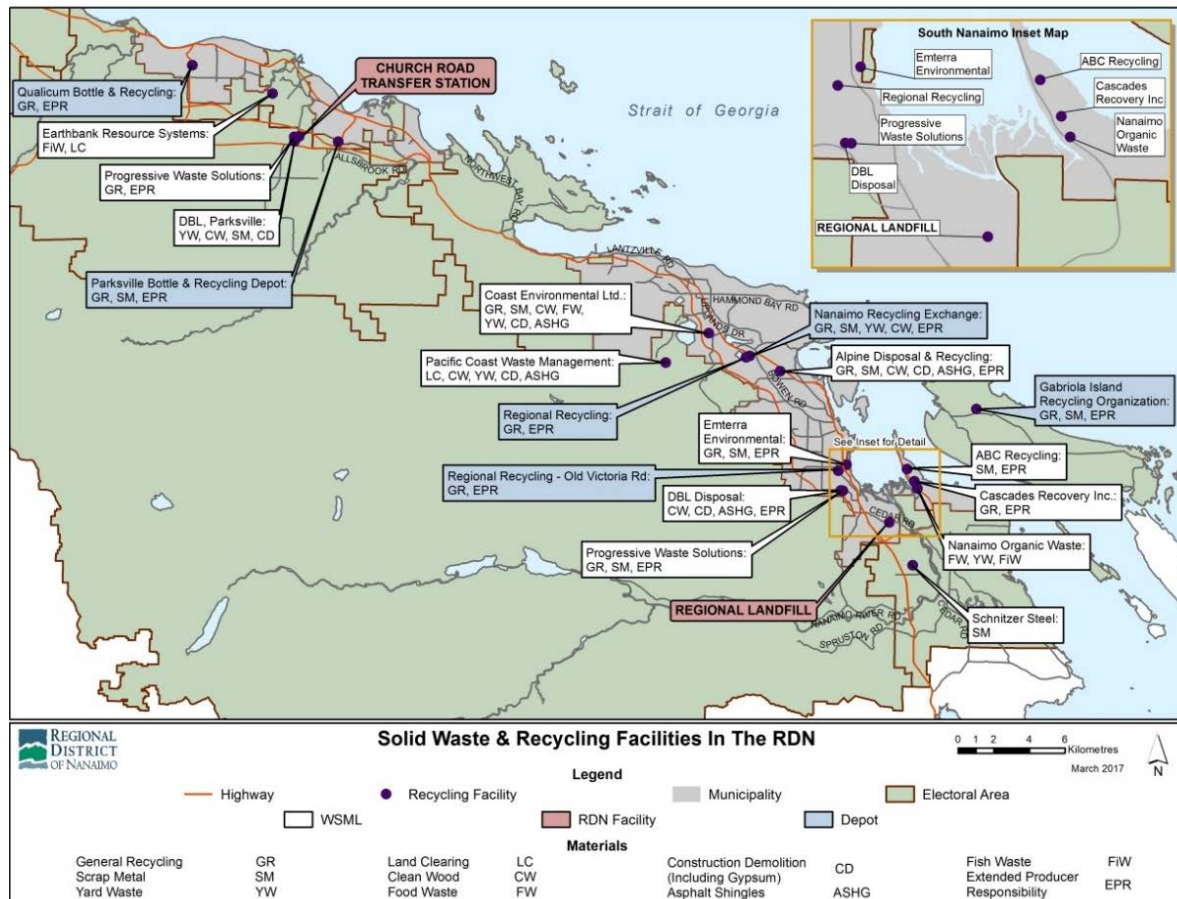 South Nanaimo Inset Map
Emterra
Environmental
Regional Recycling
Progressive
Waste Solutions
DBL
Disposal
REGIONAL LANDFILL
ABC Recycling
Cascades
Recovery Inc
Nanaimo
Organic
Waste
Strait of Georgia
CHURCH ROAD
TRANSFER STATION
Qualicum Bottle & Recycling:
GR, EPR
Earthbank Resource Systems:
FiW, LC
Progressive Waste Solutions:
GR, EPR
DBL, Parksville:
YW, CW, SM, CD
Parksville Bottle & Recycling Depot:
GR, SM, EPR
ALLSBROOK RD
NORTHWEST BAY RD
LANTZVILLE RD
HAMMOND BAY RD
Coast Environmental Ltd.:
GR, SM, CW, FW,
YW, CD, ASHG
Nanaimo Recycling Exchange:
GR, SM, YW, CW, EPR
Pacific Coast Waste Management:
LC, CW, YW, CD, ASHG
Alpine Disposal & Recycling:
GR, SM, CW, CD, ASHG, EPR
BOWEN RD
Regional Recycling:
GR, EPR
Gabriola Island
Recycling Organization:
GR, SM, EPR
Emterra
Environmental:
GR, SM, EPR
See Inset for Detail
ABC Recycling:
SM, EPR
Regional Recycling - Old Victoria Rd:
GR, EPR
DBL Disposal:
CW, CD, ASHG, EPR
Cascades Recovery Inc.:
GR, EPR
CEDAR RD
Progressive Waste Solutions:
GR, SM, EPR
Nanaimo Organic Waste:
FW, YW, FiW
REGIONAL LANDFILL
NANAIMO RIVER RD
SPRUSTON RD
CEDAR RD
Schnitzer Steel:
SM
REGIONAL
DISTRICT
OF NANAIMO
Solid Waste & Recycling Facilities In The RDN
0 1 2 4 6
Kilometres
March 2017
N
Legend
Highway
Recycling Facility
Municipality
Electoral Area
WSML
RDN Facility
Depot
Materials
General Recycling GR
Scrap Metal SM
Yard Waste YW
Land Clearing LC
Clean Wood CW
Food Waste FW
Construction Demolition
(Including Gypsum) CD
Asphalt Shingles ASHG
Fish Waste FiW
Extended Producer
Responsibility EPR